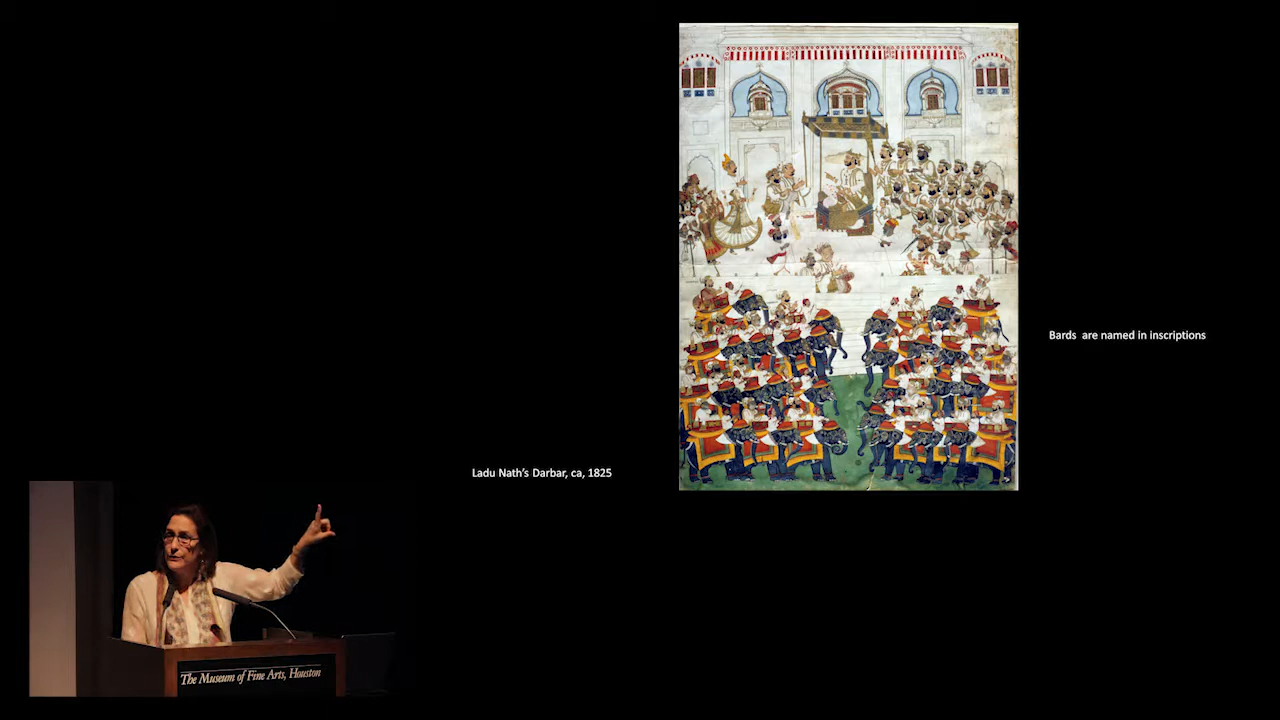 Bards  are named in inscriptions
Ladu Nath's Darbar, ca, 1825
The Museum of Fine Arts, Houston